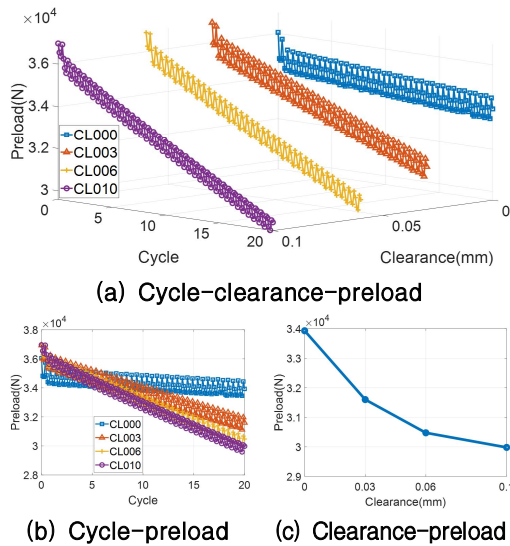 ×10⁴
3.6
3.4
3.2
3
Preload(N)
CL000
CL003
CL006
CL010
0
5
10
15
20
Cycle
0.1
0.05
0
Clearance(mm)
(a) Cycle-clearance-preload
×10⁴
3.8
3.6
3.4
3.2
3
2.8
Preload(N)
CL000
CL003
CL006
CL010
0
5
10
15
20
Cycle
(b) Cycle-preload
×10⁴
3.4
3.3
3.2
3.1
3
2.9
Preload(N)
0
0.03
0.06
0.1
Clearance(mm)
(c) Clearance-preload